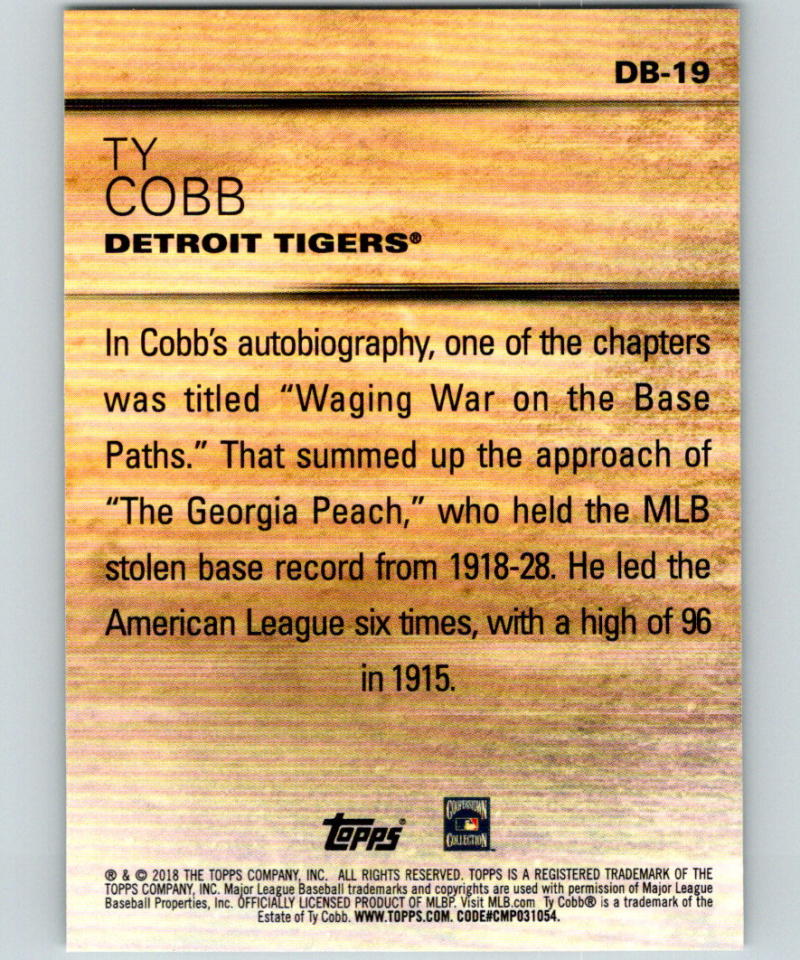 DB-19
TY
COBB
DETROIT TIGERS®
In Cobb's autobiography, one of the chapters
was titled “Waging War on the Base
Paths.” That summed up the approach of
“The Georgia Peach,” who held the MLB
stolen base record from 1918-28. He led the
American League six times, with a high of 96
in 1915.
Topps®
COOPERSTOWN
COLLECTION
® & © 2018 THE TOPPS COMPANY, INC. ALL RIGHTS RESERVED. TOPPS IS A REGISTERED TRADEMARK OF THE
TOPPS COMPANY, INC. Major League Baseball trademarks and copyrights are used with permission of Major League
Baseball Properties, Inc. OFFICIALLY LICENSED PRODUCT OF MLBP. Visit MLB.com Ty Cobb® is a trademark of the
Estate of Ty Cobb. WWW.TOPPS.COM. CODE#CMP031054.